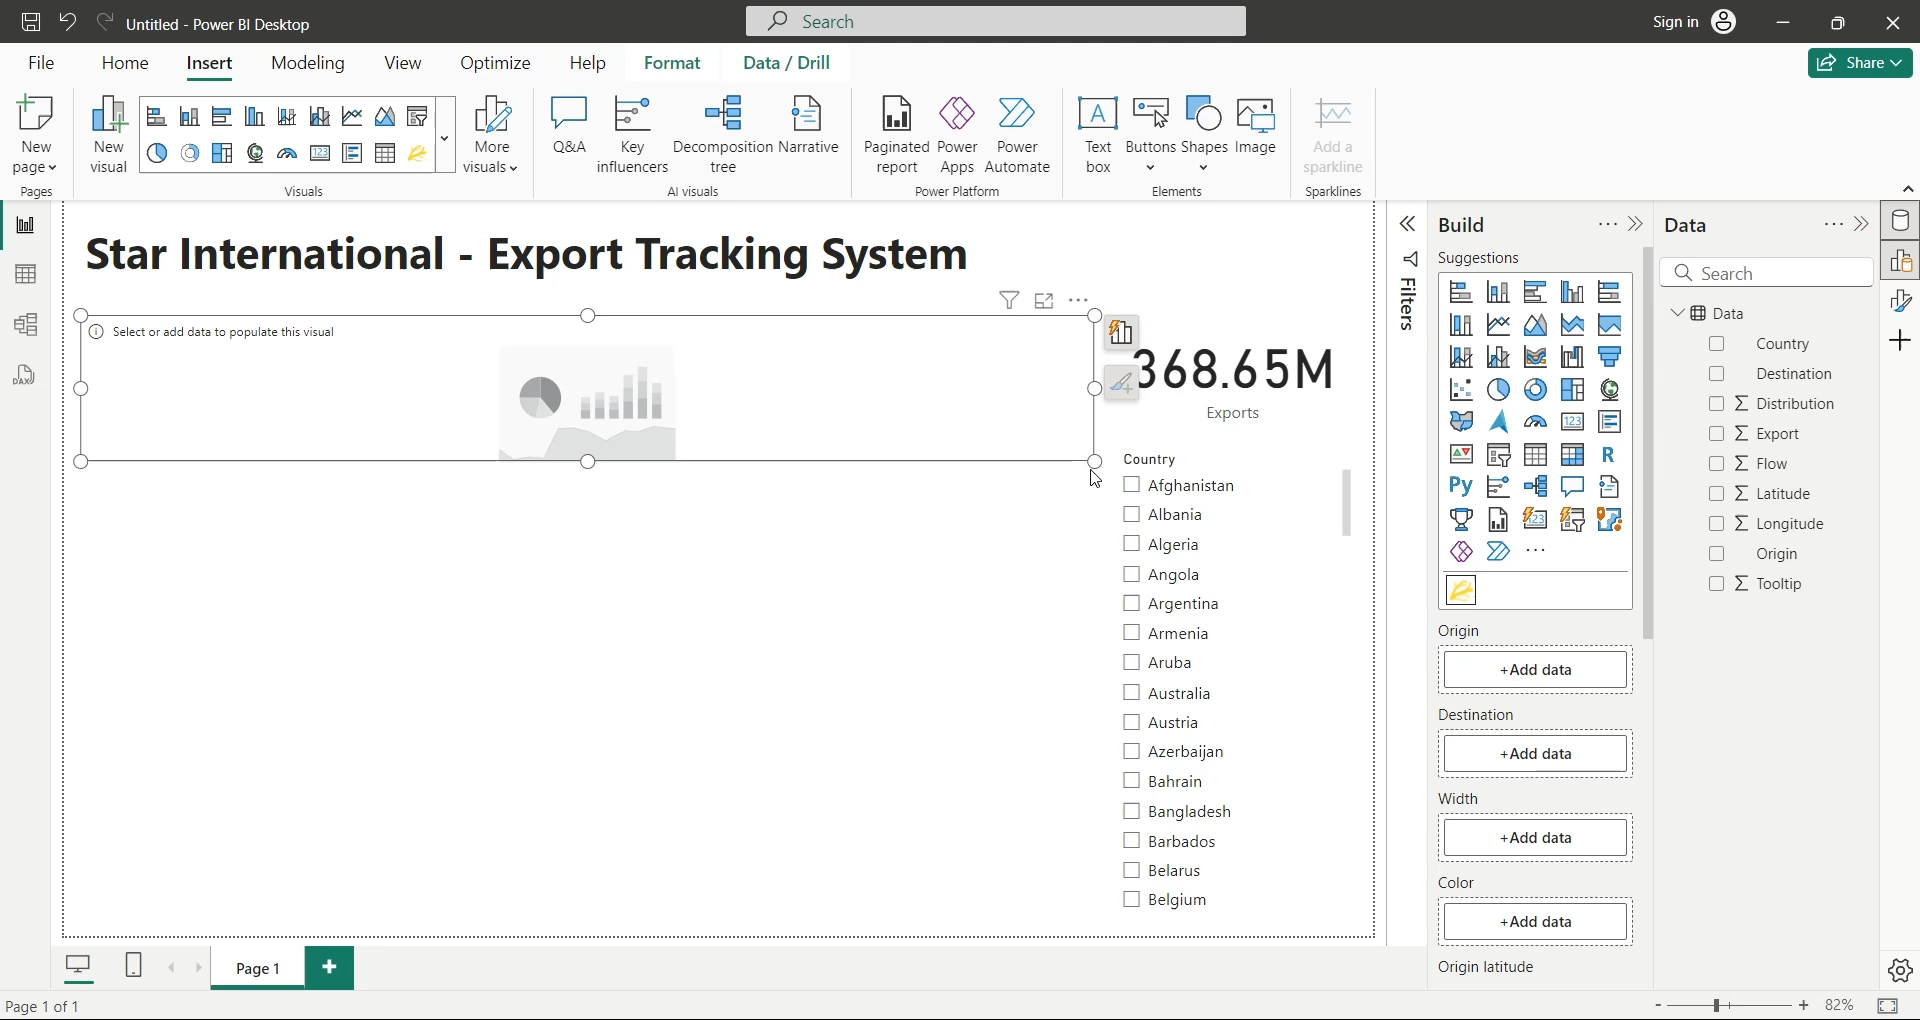 Untitled - Power BI Desktop
Search
Sign in
File Home Insert Modeling View Optimize Help Format Data / Drill
Share
New page
New visual
More visuals
Q&A
Key influencers
Decomposition tree
Narrative
Paginated report
Power Apps
Power Automate
Text box
Buttons
Shapes
Image
Add a sparkline
Pages
Visuals
AI visuals
Power Platform
Elements
Sparklines
DAX
Star International - Export Tracking System
Select or add data to populate this visual
368.65M
Exports
Country
Afghanistan
Albania
Algeria
Angola
Argentina
Armenia
Aruba
Australia
Austria
Azerbaijan
Bahrain
Bangladesh
Barbados
Belarus
Belgium
Filters
Build
Suggestions
123
R
Py
123
Origin
+Add data
Destination
+Add data
Width
+Add data
Color
+Add data
Origin latitude
Data
Search
Data
Country
Destination
Σ Distribution
Σ Export
Σ Flow
Σ Latitude
Σ Longitude
Origin
Σ Tooltip
Page 1
Page 1 of 1
- + 82%